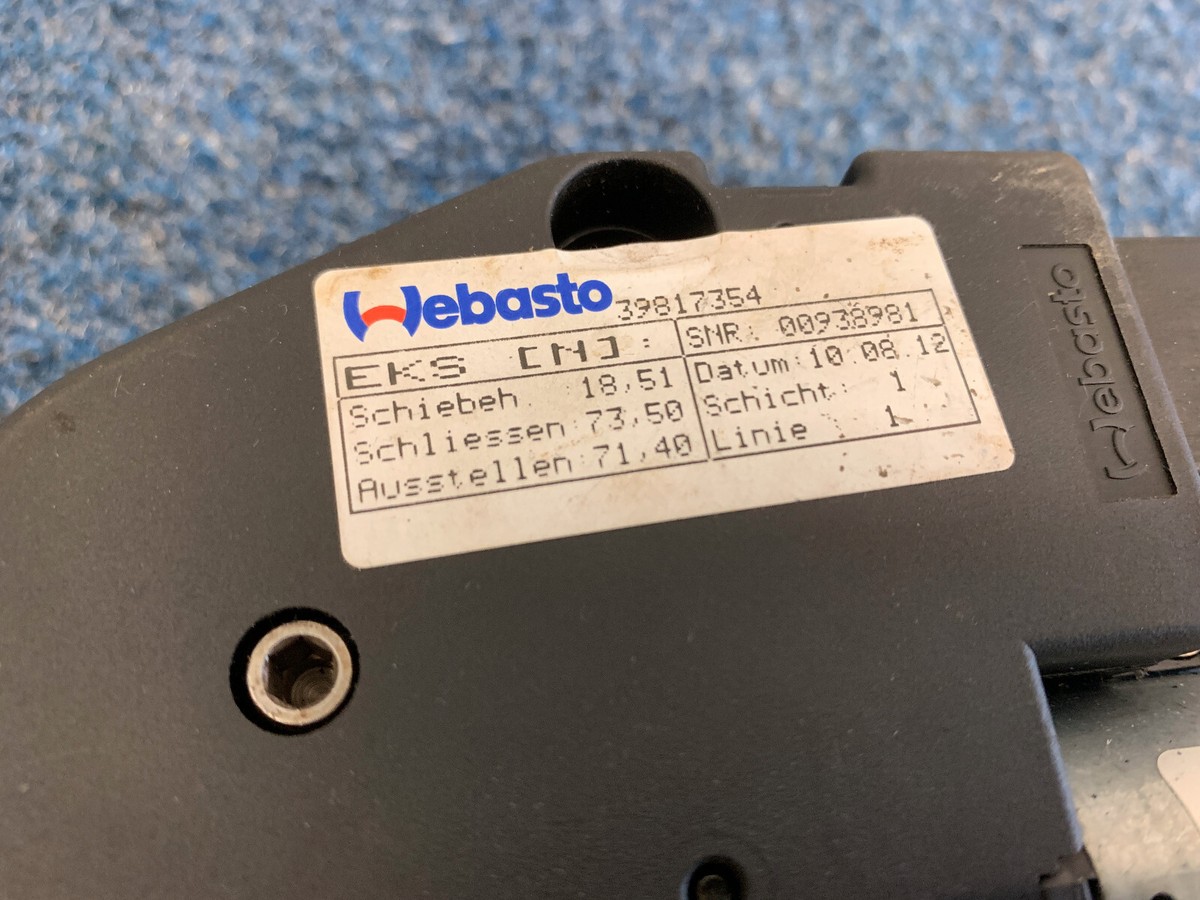 Webasto 39817354
EKS [N]: SNR: 00938981
Schiebeh 18,51 Datum:10.08.12
Schliessen:73,50 Schicht: 1
Ausstellen:71,40 Linie : 1
Webasto